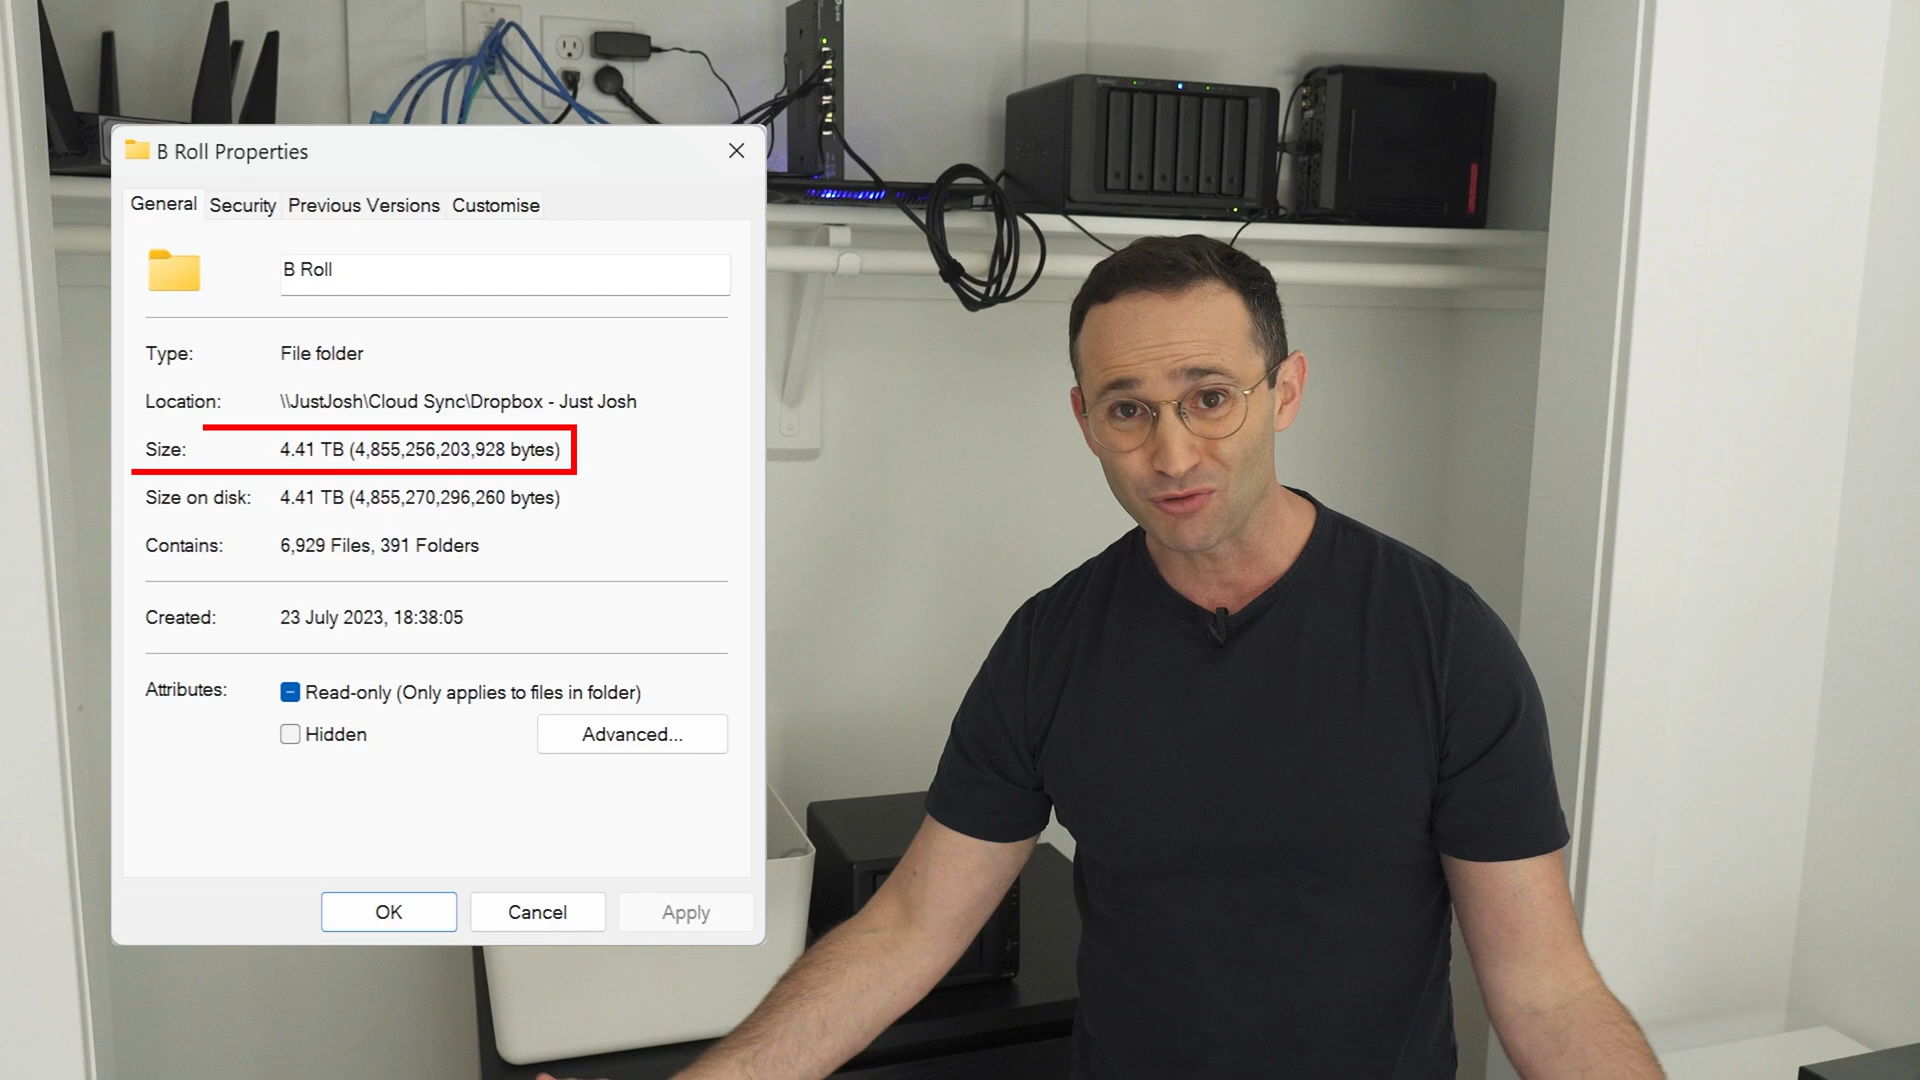 B Roll Properties
General Security Previous Versions Customise
B Roll
Type: File folder
Location: \\JustJosh\Cloud Sync\Dropbox - Just Josh
Size: 4.41 TB (4,855,256,203,928 bytes)
Size on disk: 4.41 TB (4,855,270,296,260 bytes)
Contains: 6,929 Files, 391 Folders
Created: 23 July 2023, 18:38:05
Attributes: Read-only (Only applies to files in folder)
Hidden Advanced...
OK Cancel Apply